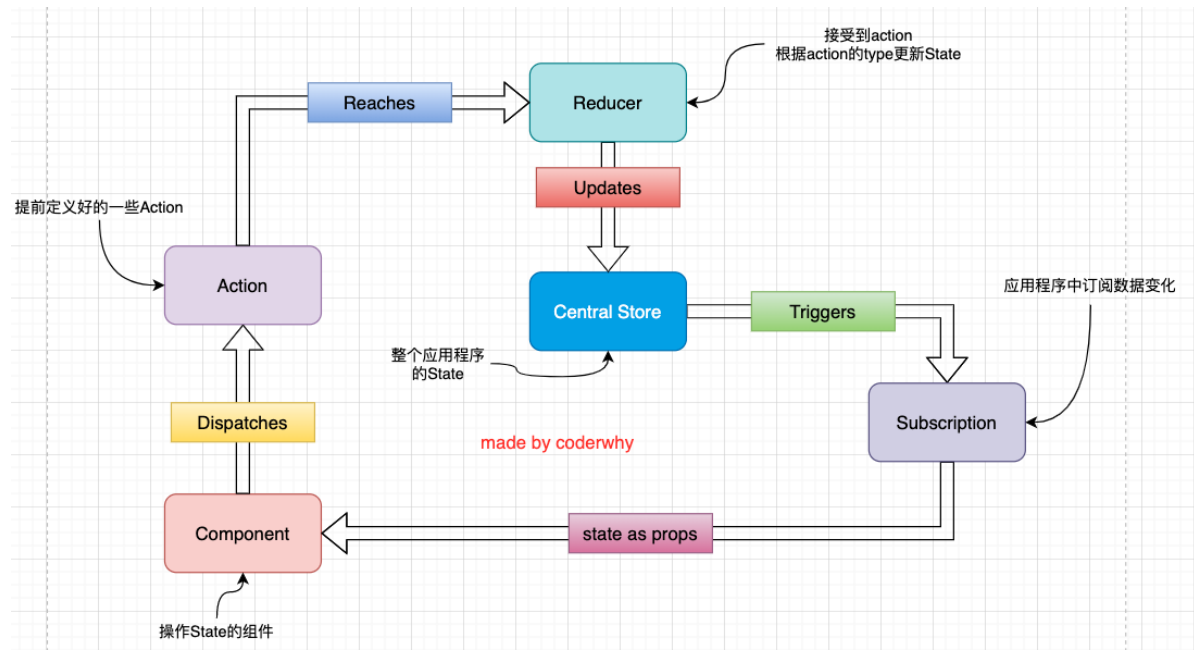 接受到action
根据action的type更新State
Reaches
Reducer
Updates
提前定义好的一些Action
Action
Central Store
Triggers
应用程序中订阅数据变化
整个应用程序
的State
Dispatches
Subscription
made by coderwhy
Component
state as props
操作State的组件